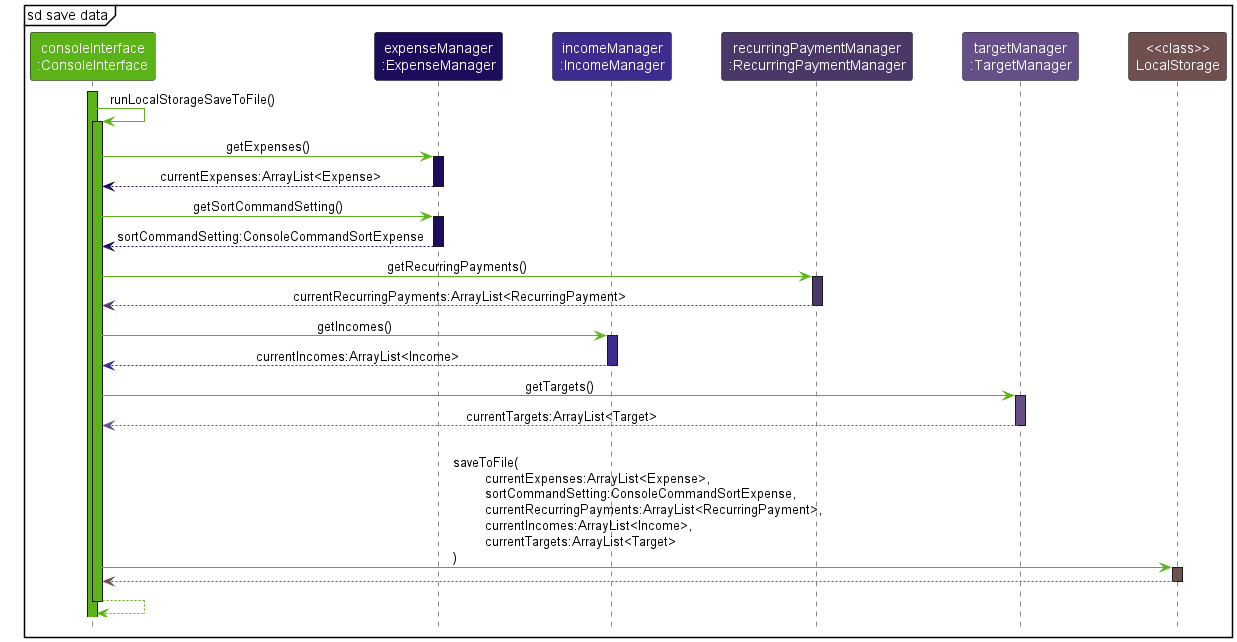 sd save data
consoleInterface
:ConsoleInterface
expenseManager
:ExpenseManager
incomeManager
:IncomeManager
recurringPaymentManager
:RecurringPaymentManager
targetManager
:TargetManager
<<class>>
LocalStorage
runLocalStorageSaveToFile()
getExpenses()
currentExpenses:ArrayList<Expense>
getSortCommandSetting()
sortCommandSetting:ConsoleCommandSortExpense
getRecurringPayments()
currentRecurringPayments:ArrayList<RecurringPayment>
getIncomes()
currentIncomes:ArrayList<Income>
getTargets()
currentTargets:ArrayList<Target>
saveToFile(
currentExpenses:ArrayList<Expense>,
sortCommandSetting:ConsoleCommandSortExpense,
currentRecurringPayments:ArrayList<RecurringPayment>,
currentIncomes:ArrayList<Income>,
currentTargets:ArrayList<Target>
)